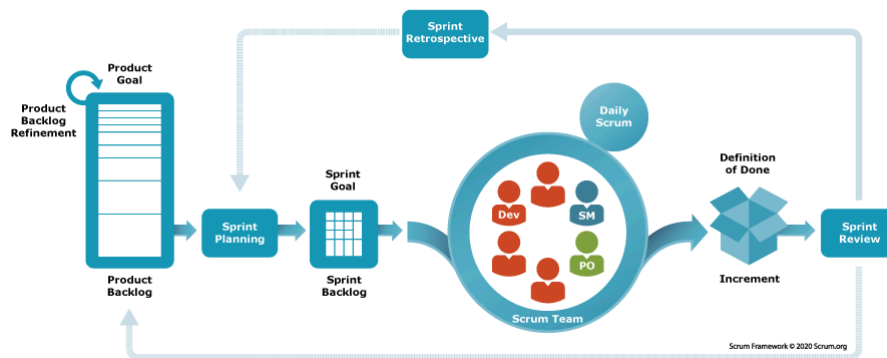 Sprint
Retrospective
Product
Goal
Product
Backlog
Refinement
Daily
Scrum
Definition
of Done
Sprint
Goal
Dev
SM
Sprint
Planning
Sprint
Review
PO
Product
Backlog
Sprint
Backlog
Increment
Scrum Team
Scrum Framework © 2020 Scrum.org